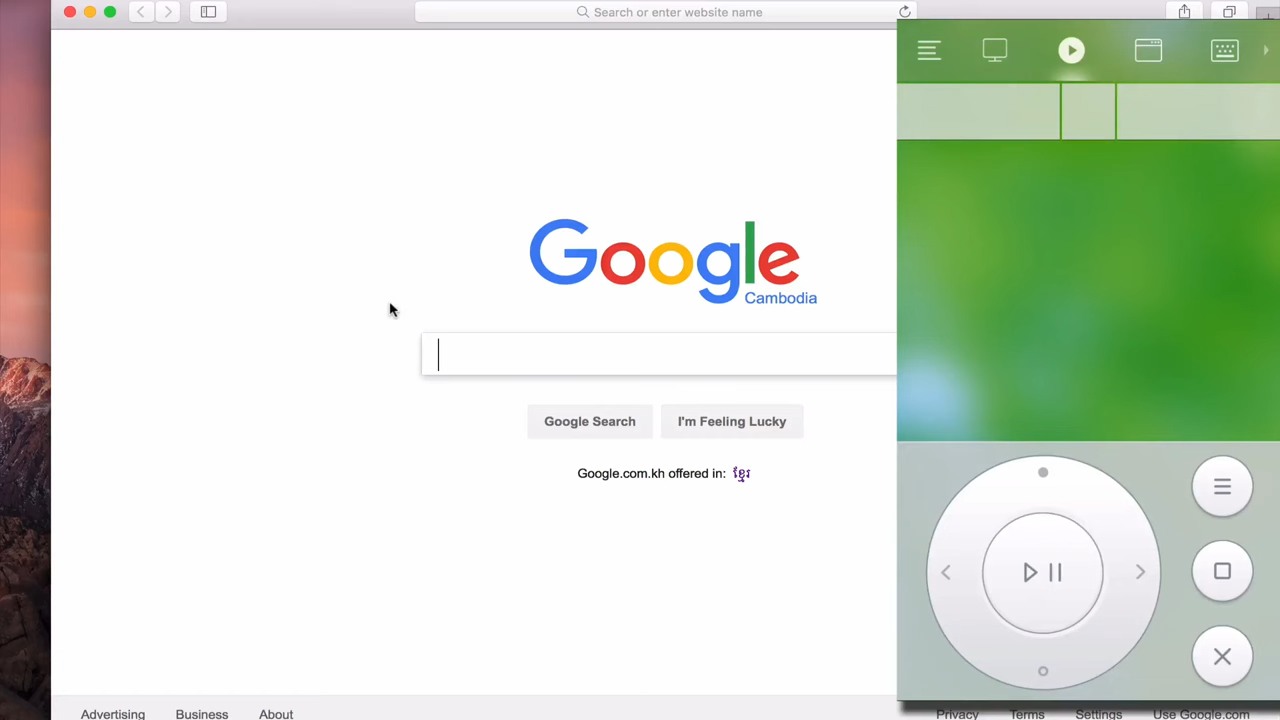 Search or enter website name
Google
Cambodia
Google Search
I'm Feeling Lucky
Google.com.kh offered in: ខ្មែរ
Advertising Business About Privacy Terms Settings Use Google.com